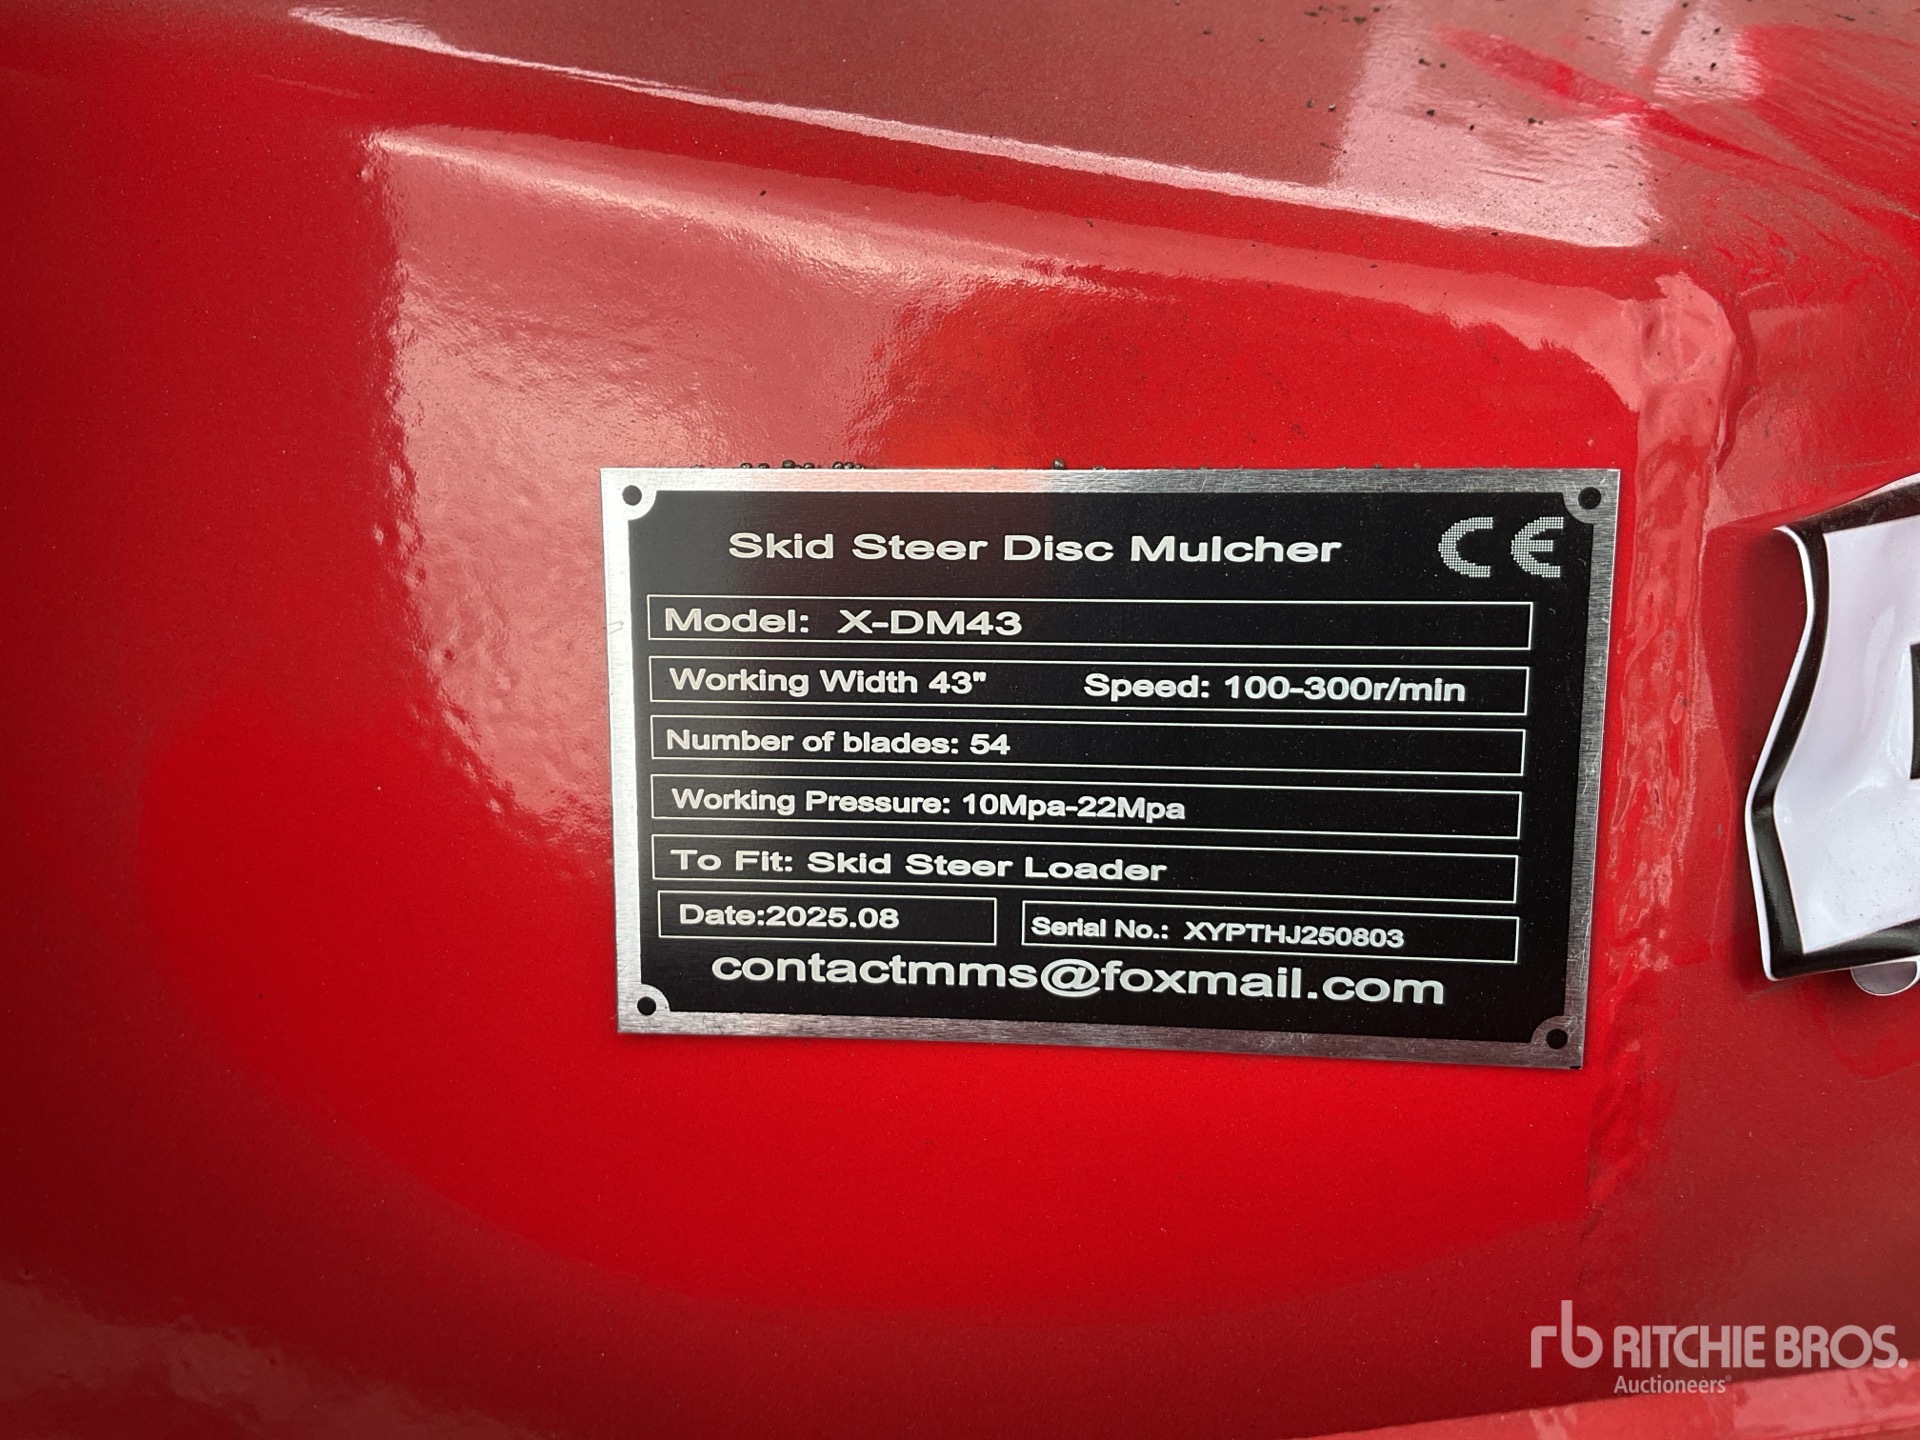 Skid Steer Disc Mulcher CE
Model: X-DM43
Working Width 43" Speed: 100-300r/min
Number of blades: 54
Working Pressure: 10Mpa-22Mpa
To Fit: Skid Steer Loader
Date:2025.08 Serial No.: XYPTHJ250803
contactmms@foxmail.com
rb RITCHIE BROS.
Auctioneers